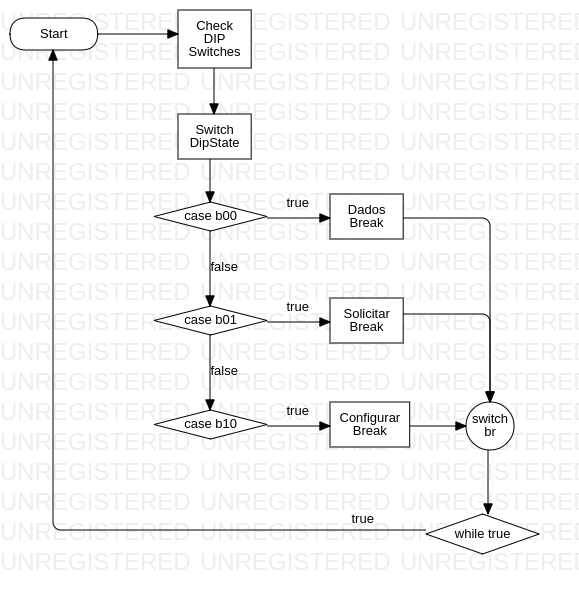 Start
Check
DIP
Switches
Switch
DipState
case b00
true
Dados
Break
false
case b01
true
Solicitar
Break
false
case b10
true
Configurar
Break
switch
br
true
while true
UNREGISTERED UNREGISTERED UNREGISTERED